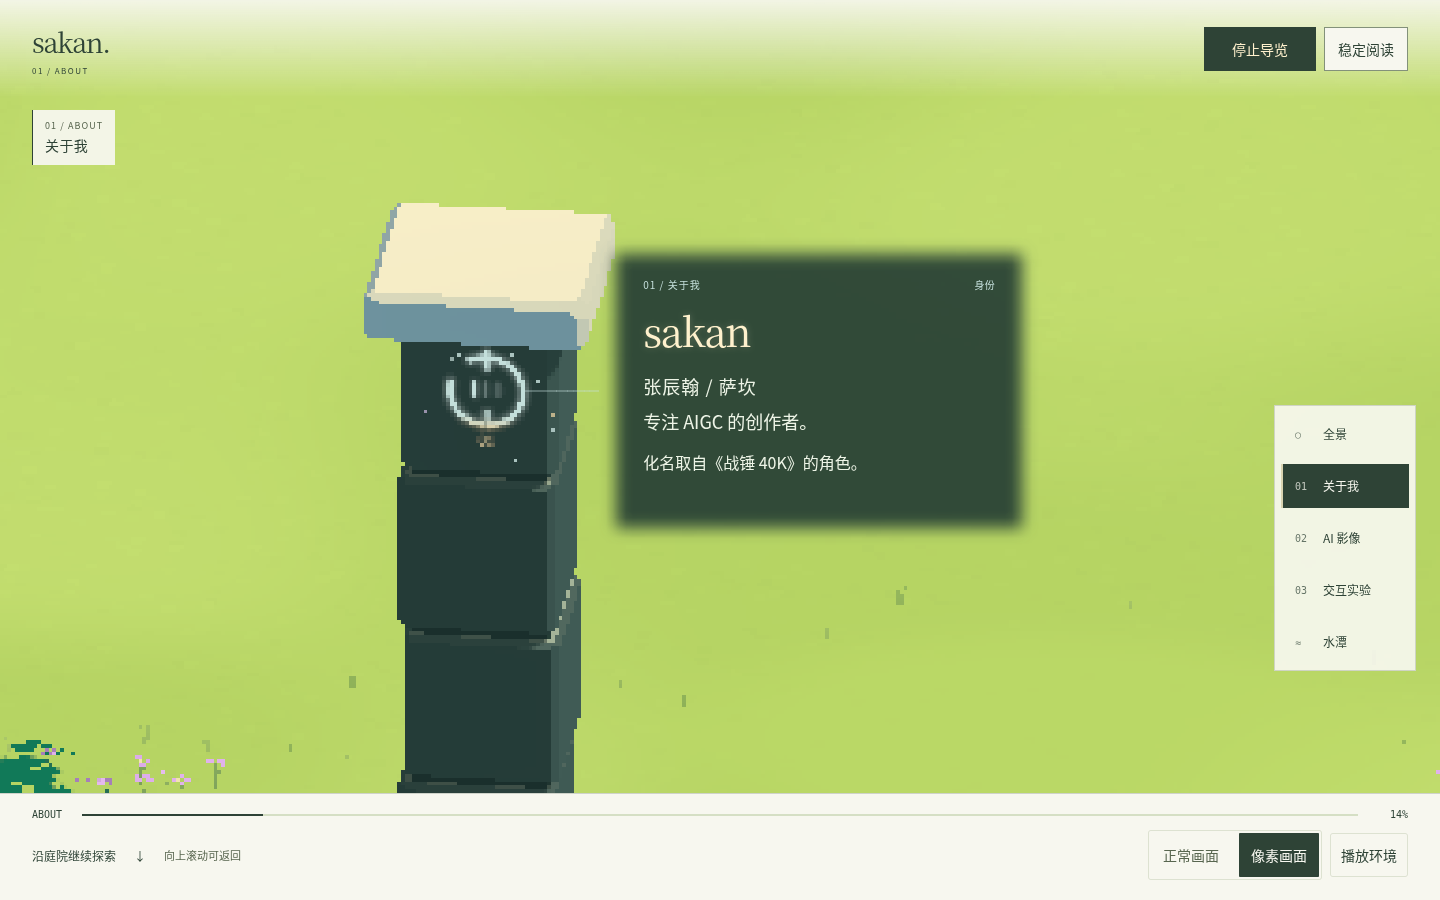 sakan.
01 / ABOUT
停止导览
稳定阅读
01 / ABOUT
关于我
01 / 关于我
身份
sakan
张辰翰 / 萨坎
专注 AIGC 的创作者。
化名取自《战锤 40K》的角色。
全景
01 关于我
02 AI 影像
03 交互实验
≈ 水潭
ABOUT
14%
沿庭院继续探索 ↓ 向上滚动可返回
正常画面
像素画面
播放环境